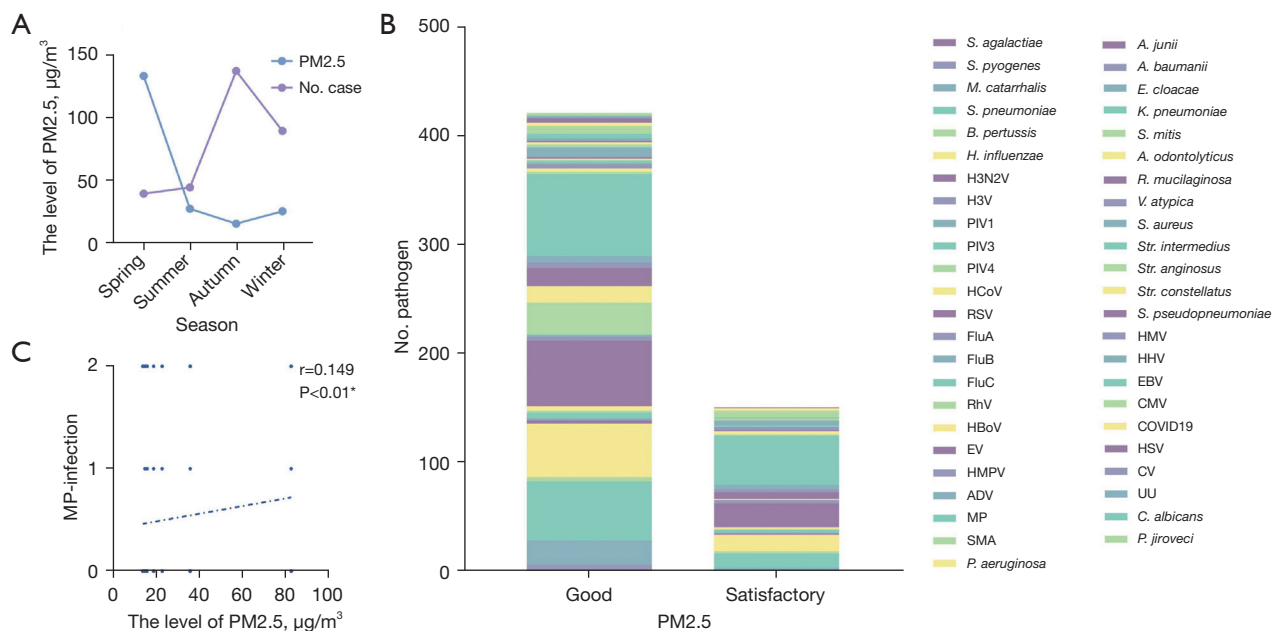 A
The level of PM2.5, µg/m³
150
100
50
0
PM2.5
No. case
Spring
Summer
Autumn
Winter
Season
B
No. pathogen
500
400
300
200
100
0
Good
Satisfactory
PM2.5
S. agalactiae
S. pyogenes
M. catarrhalis
S. pneumoniae
B. pertussis
H. influenzae
H3N2V
H3V
PIV1
PIV3
PIV4
HCoV
RSV
FluA
FluB
FluC
RhV
HBoV
EV
HMPV
ADV
MP
SMA
P. aeruginosa
A. junii
A. baumanii
E. cloacae
K. pneumoniae
S. mitis
A. odontolyticus
R. mucilaginosa
V. atypica
S. aureus
Str. intermedius
Str. anginosus
Str. constellatus
S. pseudopneumoniae
HMV
HHV
EBV
CMV
COVID19
HSV
CV
UU
C. albicans
P. jiroveci
C
MP-infection
2
1
0
r=0.149
P<0.01*
0 20 40 60 80 100
The level of PM2.5, µg/m³